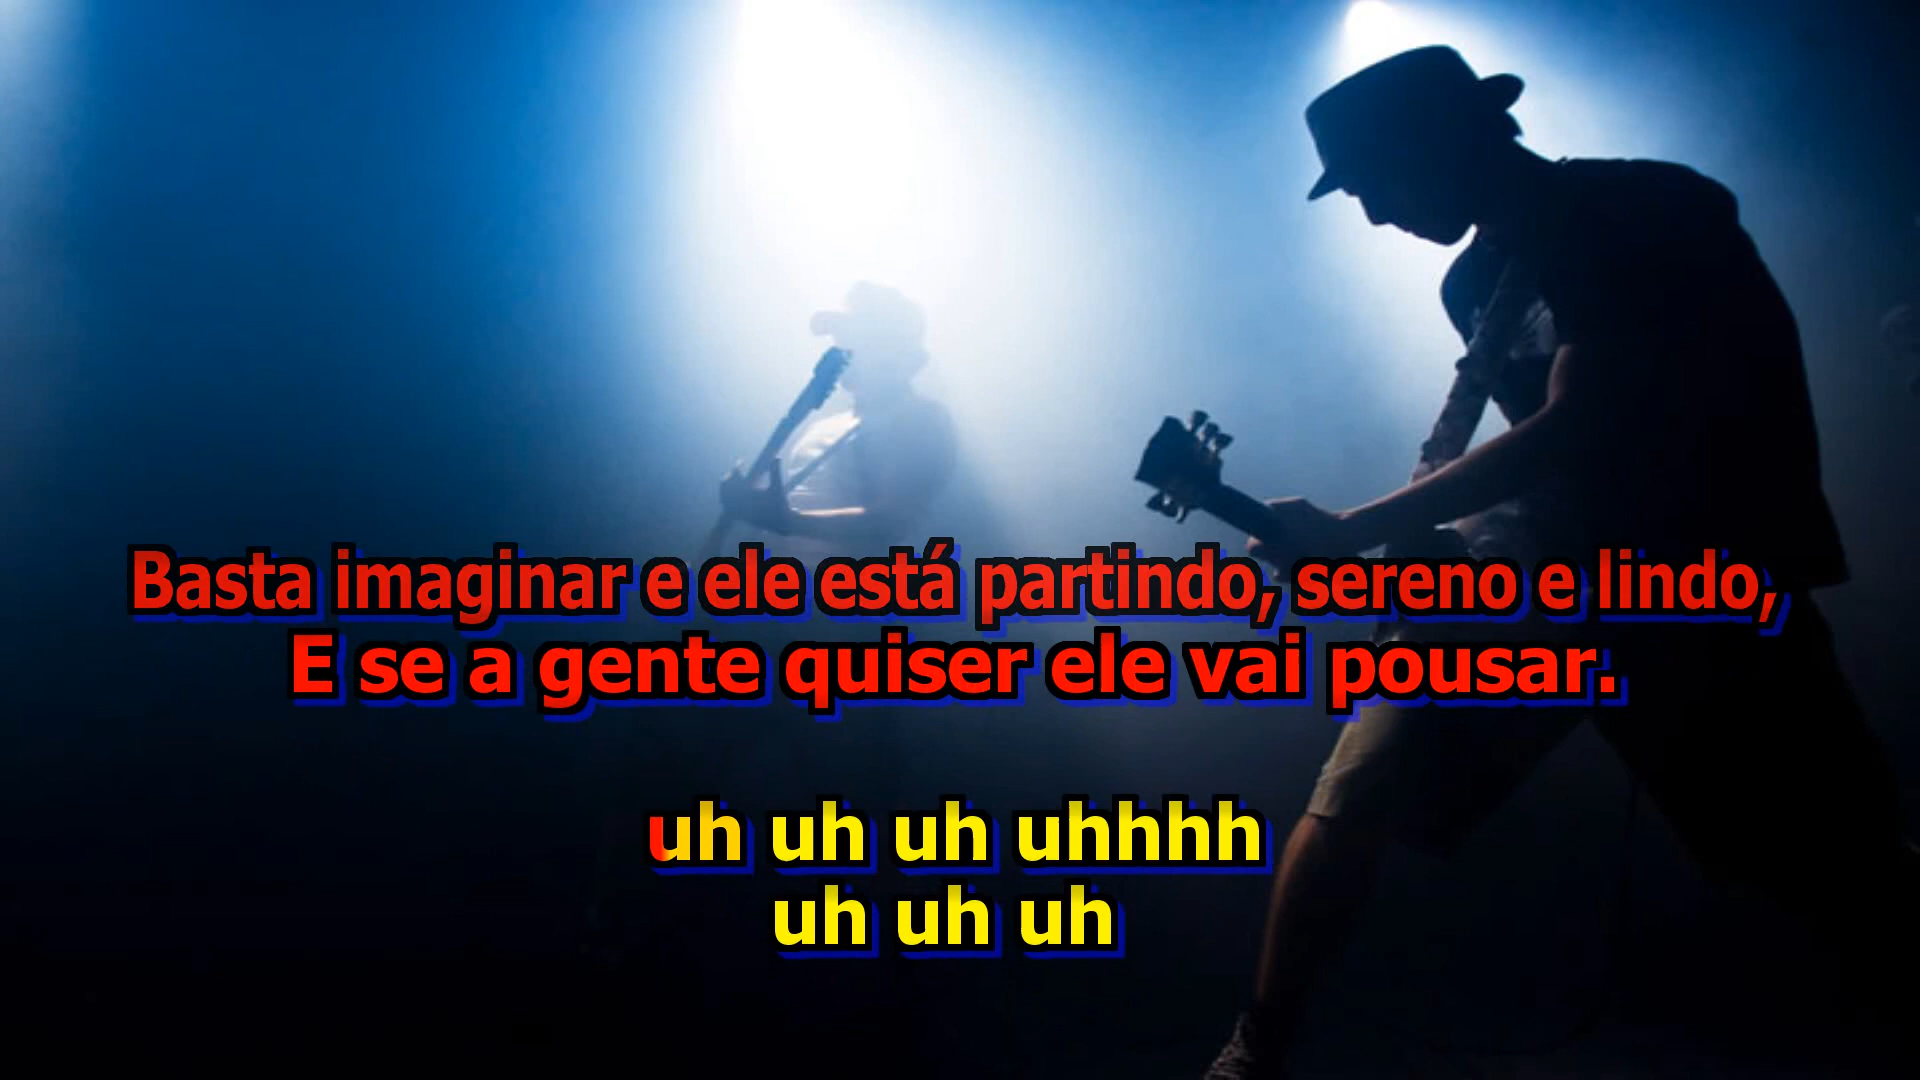 Basta imaginar e ele está partindo, sereno e lindo,
E se a gente quiser ele vai pousar.
uh uh uh uhhhh
uh uh uh